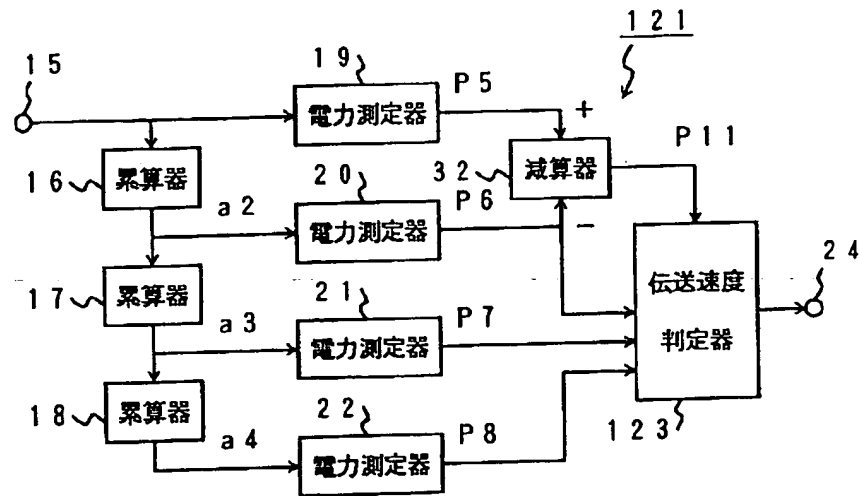 121
15
19
P5
電力測定器
+
P11
16
累算器
20
32
減算器
a2
P6
電力測定器
−
24
17
累算器
21
伝送速度
判定器
a3
P7
電力測定器
18
累算器
22
123
a4
P8
電力測定器